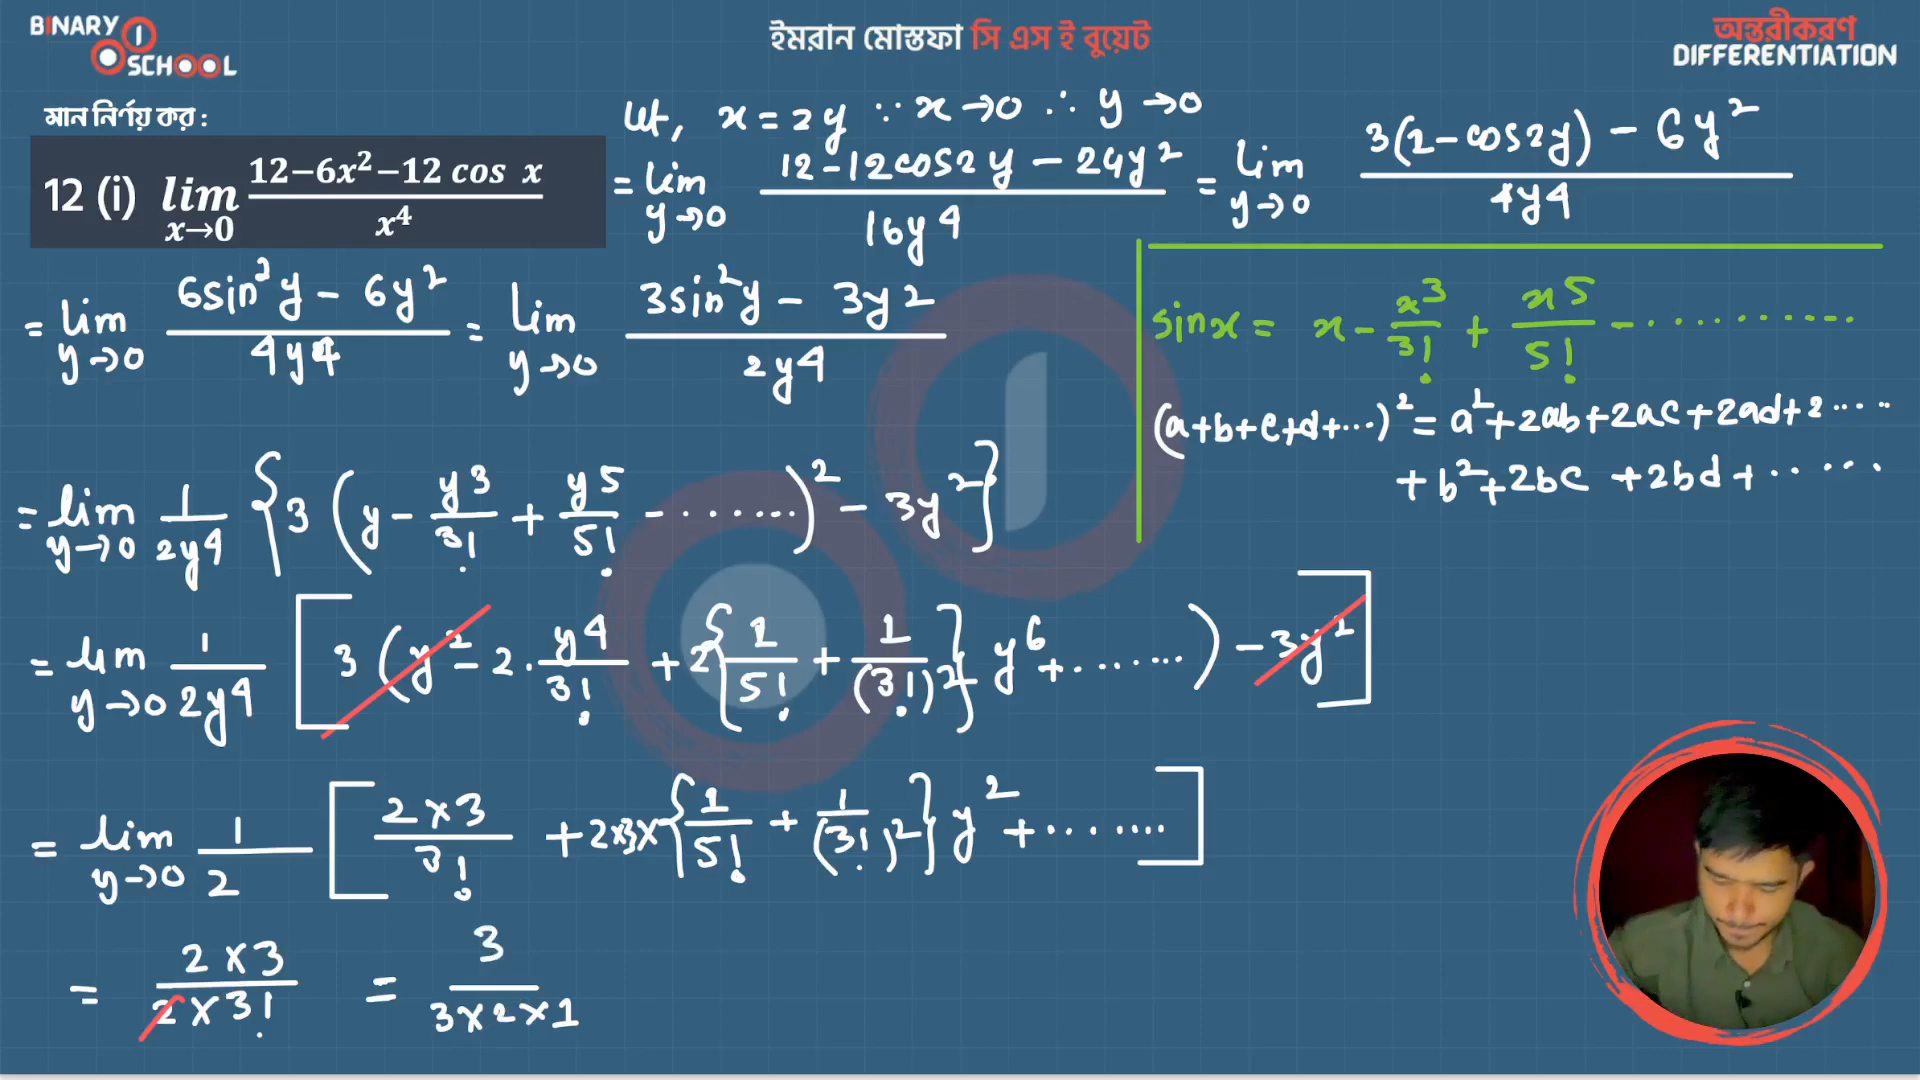 BINARY SCHOOL
ইমরান মোস্তফা সি এস ই বুয়েট
অন্তরীকরণ
DIFFERENTIATION
মান নির্ণয় কর :
12 (i) lim x→0 (12−6x²−12 cos x)/x⁴
let, x = 2y ∵ x→0 ∴ y→0
= lim y→0 (12-12cos2y - 24y²)/(16y⁴) = lim y→0 (3(2-cos2y) - 6y²)/(4y⁴)
= lim y→0 (6sin²y - 6y²)/(4y⁴) = lim y→0 (3sin²y - 3y²)/(2y⁴)
sinx = x - x³/3! + x⁵/5! - ............
(a+b+c+d+...)² = a²+2ab+2ac+2ad+2.....
+ b²+2bc +2bd+......
= lim y→0 1/(2y⁴) {3(y - y³/3! + y⁵/5! - ........)² - 3y²}
= lim y→0 1/(2y⁴) [3(y² - 2·y⁴/3! + 2{1/5! + 1/(3!)²}y⁶+.......) - 3y²]
= lim y→0 1/2 [(2×3)/3! + 2×3×{1/5! + 1/(3!)²}y² + .......]
= (2×3)/(2×3!) = 3/(3×2×1)